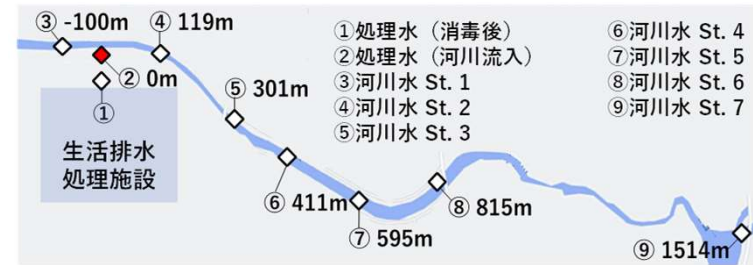 ③ -100m
④ 119m
② 0m
①
生活排水
処理施設
⑤ 301m
⑥ 411m
⑦ 595m
⑧ 815m
⑨ 1514m
①処理水（消毒後）
②処理水（河川流入）
③河川水 St. 1
④河川水 St. 2
⑤河川水 St. 3
⑥河川水 St. 4
⑦河川水 St. 5
⑧河川水 St. 6
⑨河川水 St. 7